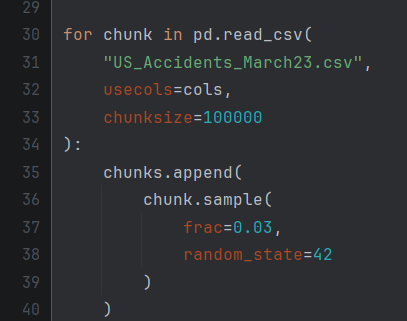 29
30 for chunk in pd.read_csv(
31     "US_Accidents_March23.csv",
32     usecols=cols,
33     chunksize=100000
34 ):
35     chunks.append(
36         chunk.sample(
37             frac=0.03,
38             random_state=42
39         )
40     )